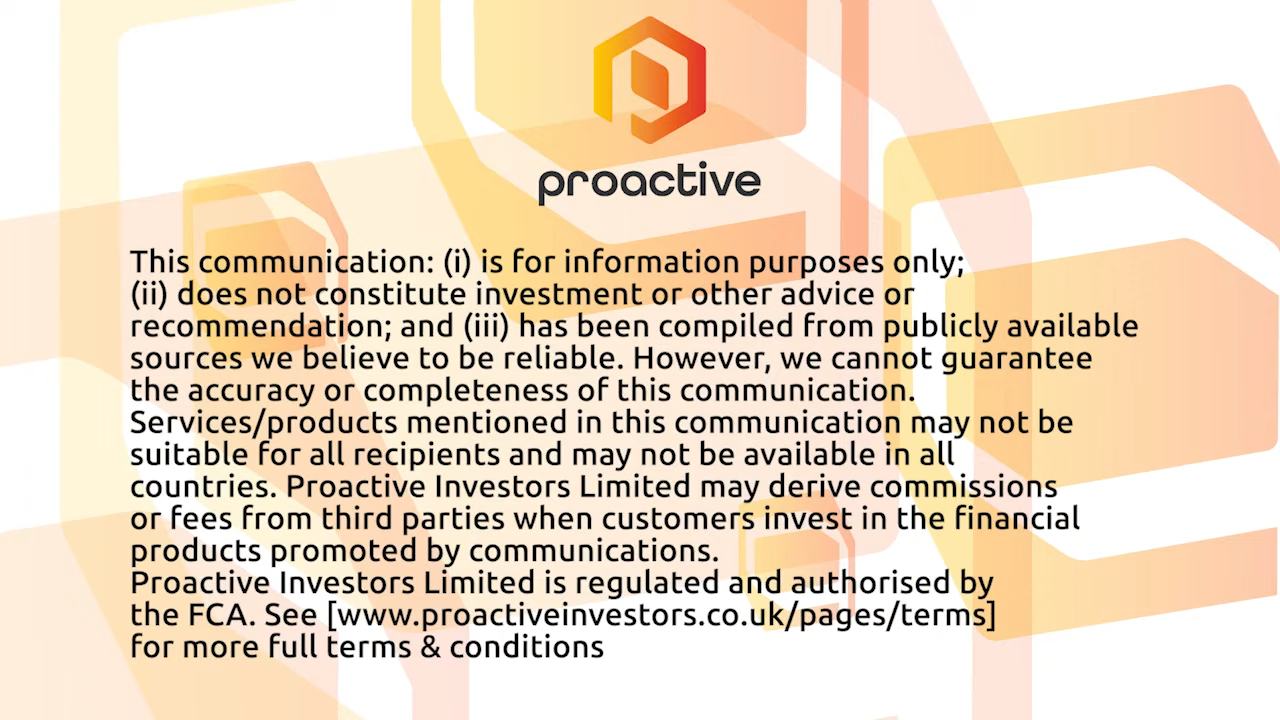 proactive
This communication: (i) is for information purposes only;
(ii) does not constitute investment or other advice or
recommendation; and (iii) has been compiled from publicly available
sources we believe to be reliable. However, we cannot guarantee
the accuracy or completeness of this communication.
Services/products mentioned in this communication may not be
suitable for all recipients and may not be available in all
countries. Proactive Investors Limited may derive commissions
or fees from third parties when customers invest in the financial
products promoted by communications.
Proactive Investors Limited is regulated and authorised by
the FCA. See [www.proactiveinvestors.co.uk/pages/terms]
for more full terms & conditions